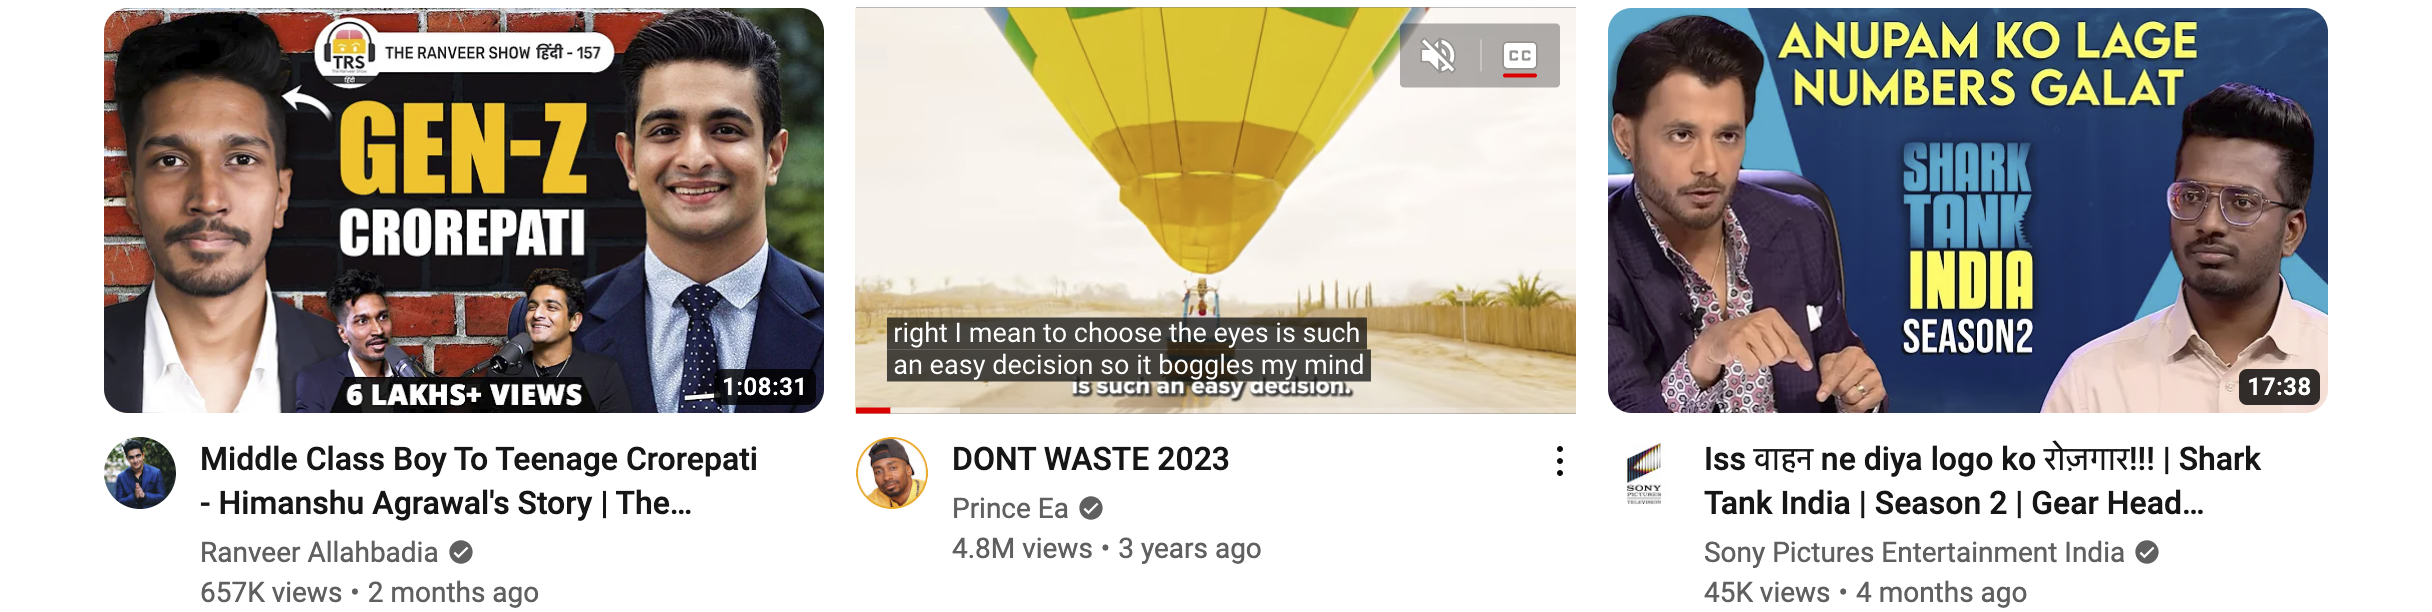 TRS
The Ranveer Show
हिंदी
THE RANVEER SHOW हिंदी - 157
GEN-Z
CROREPATI
6 LAKHS+ VIEWS
1:08:31
Middle Class Boy To Teenage Crorepati
- Himanshu Agrawal's Story | The...
Ranveer Allahbadia
657K views • 2 months ago
CC
right I mean to choose the eyes is such
an easy decision so it boggles my mind
is such an easy decision.
DONT WASTE 2023
Prince Ea
4.8M views • 3 years ago
ANUPAM KO LAGE
NUMBERS GALAT
SHARK
TANK
INDIA
SEASON2
17:38
SONY
PICTURES
TELEVISION
Iss वाहन ne diya logo ko रोज़गार!!! | Shark
Tank India | Season 2 | Gear Head...
Sony Pictures Entertainment India
45K views • 4 months ago